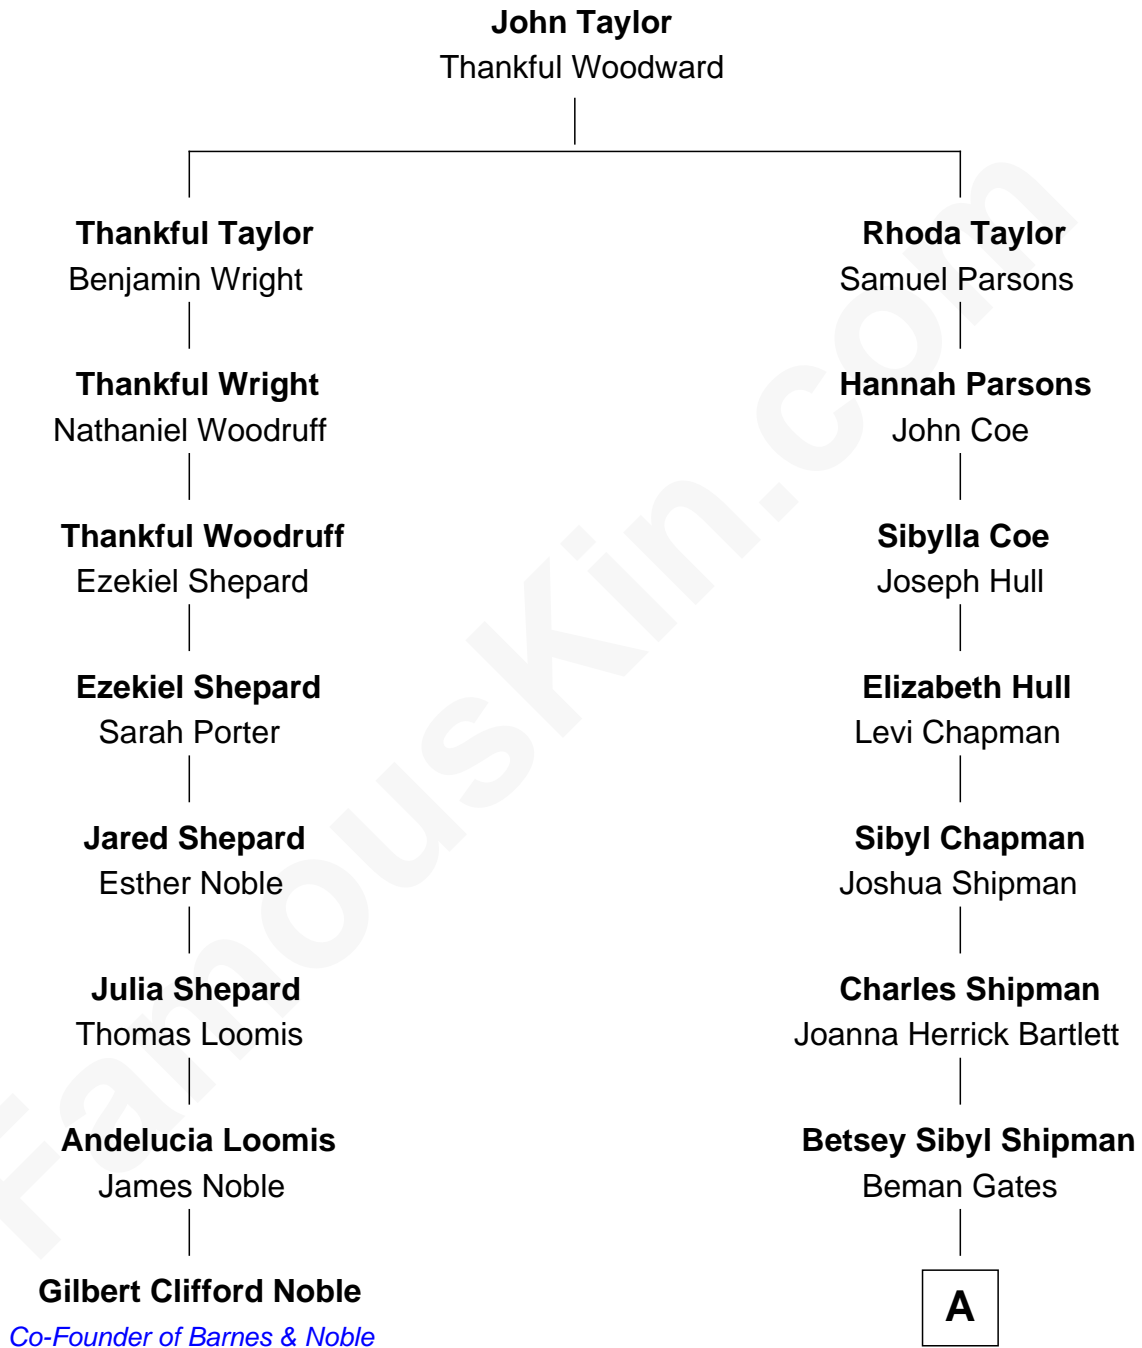 John Taylor
Thankful Woodward
Thankful Taylor
Benjamin Wright
Rhoda Taylor
Samuel Parsons
Thankful Wright
Nathaniel Woodruff
Hannah Parsons
John Coe
Thankful Woodruff
Ezekiel Shepard
Sibylla Coe
Joseph Hull
Ezekiel Shepard
Sarah Porter
Elizabeth Hull
Levi Chapman
Jared Shepard
Esther Noble
Sibyl Chapman
Joshua Shipman
Julia Shepard
Thomas Loomis
Charles Shipman
Joanna Herrick Bartlett
Andelucia Loomis
James Noble
Betsey Sibyl Shipman
Beman Gates
Gilbert Clifford Noble
Co-Founder of Barnes & Noble
A
FamousKin.com